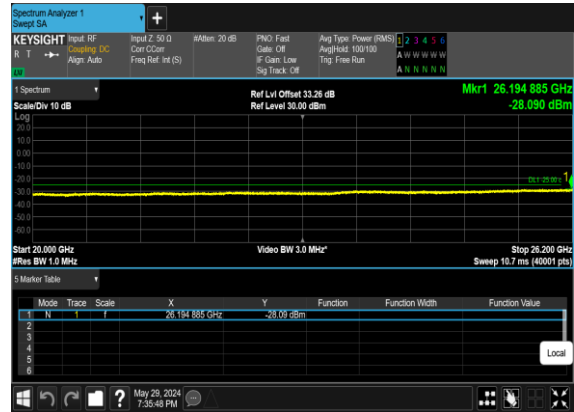 Spectrum Analyzer 1
Swept SA
+
KEYSIGHT Input: RF Input Z: 50 Ω #Atten: 20 dB PNO: Fast Avg Type: Power (RMS) 1 2 3 4 5 6
R T Coupling: DC Corr CCorr Gate: Off Avg|Hold: 100/100 A W W W W W
Align: Auto Freq Ref: Int (S) IF Gain: Low Trig: Free Run
LXI Sig Track: Off A N N N N N
1 Spectrum Ref Lvl Offset 33.26 dB Mkr1 26.194 885 GHz
Scale/Div 10 dB Ref Level 30.00 dBm -28.090 dBm
Log
20.0
10.0
0.00
-10.0
-20.0 DL1 -25.00 1
-30.0
-40.0
-50.0
-60.0
Start 20.000 GHz Video BW 3.0 MHz* Stop 26.200 GHz
#Res BW 1.0 MHz Sweep 10.7 ms (40001 pts)
5 Marker Table
Mode Trace Scale X Y Function Function Width Function Value
1 N 1 f 26.194 885 GHz -28.09 dBm
2
3
4
5
6
Local
? May 29, 2024
7:35:48 PM